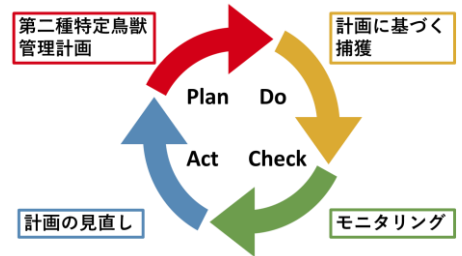 第二種特定鳥獣
管理計画
計画に基づく
捕獲
Plan Do
Act Check
計画の見直し
モニタリング